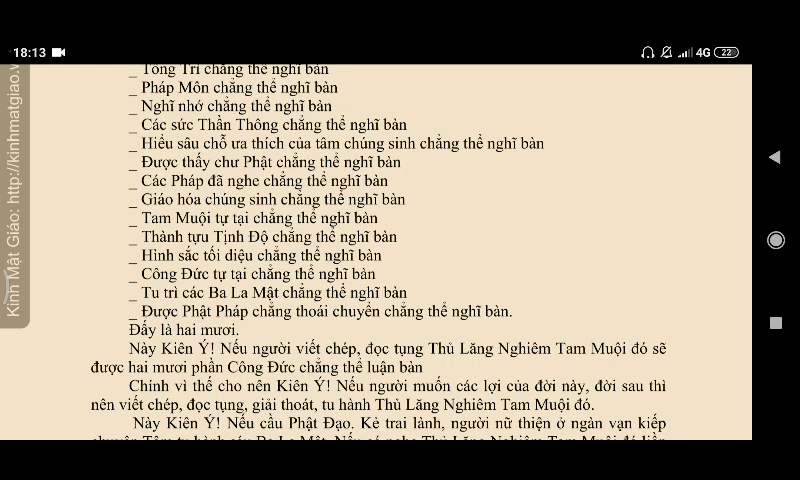 18:13
4G
22
_ Tổng Trì chẳng thể nghĩ bàn
_ Pháp Môn chẳng thể nghĩ bàn
_ Nghĩ nhớ chẳng thể nghĩ bàn
_ Các sức Thần Thông chẳng thể nghĩ bàn
_ Hiểu sâu chỗ ưa thích của tâm chúng sinh chẳng thể nghĩ bàn
_ Được thấy chư Phật chẳng thể nghĩ bàn
_ Các Pháp đã nghe chẳng thể nghĩ bàn
_ Giáo hóa chúng sinh chẳng thể nghĩ bàn
_ Tam Muội tự tại chẳng thể nghĩ bàn
_ Thành tựu Tịnh Độ chẳng thể nghĩ bàn
_ Hình sắc tối diệu chẳng thể nghĩ bàn
_ Công Đức tự tại chẳng thể nghĩ bàn
_ Tu trì các Ba La Mật chẳng thể nghĩ bàn
_ Được Phật Pháp chẳng thoái chuyển chẳng thể nghĩ bàn.
Đấy là hai mươi.
Này Kiên Ý! Nếu người viết chép, đọc tụng Thủ Lăng Nghiêm Tam Muội đó sẽ
được hai mươi phần Công Đức chẳng thể luận bàn
Chính vì thế cho nên Kiên Ý! Nếu người muốn các lợi của đời này, đời sau thì
nên viết chép, đọc tụng, giải thoát, tu hành Thủ Lăng Nghiêm Tam Muội đó.
Này Kiên Ý! Nếu cầu Phật Đạo. Kẻ trai lành, người nữ thiện ở ngàn vạn kiếp
Kinh Mật Giáo: http://kinhmatgiao.v